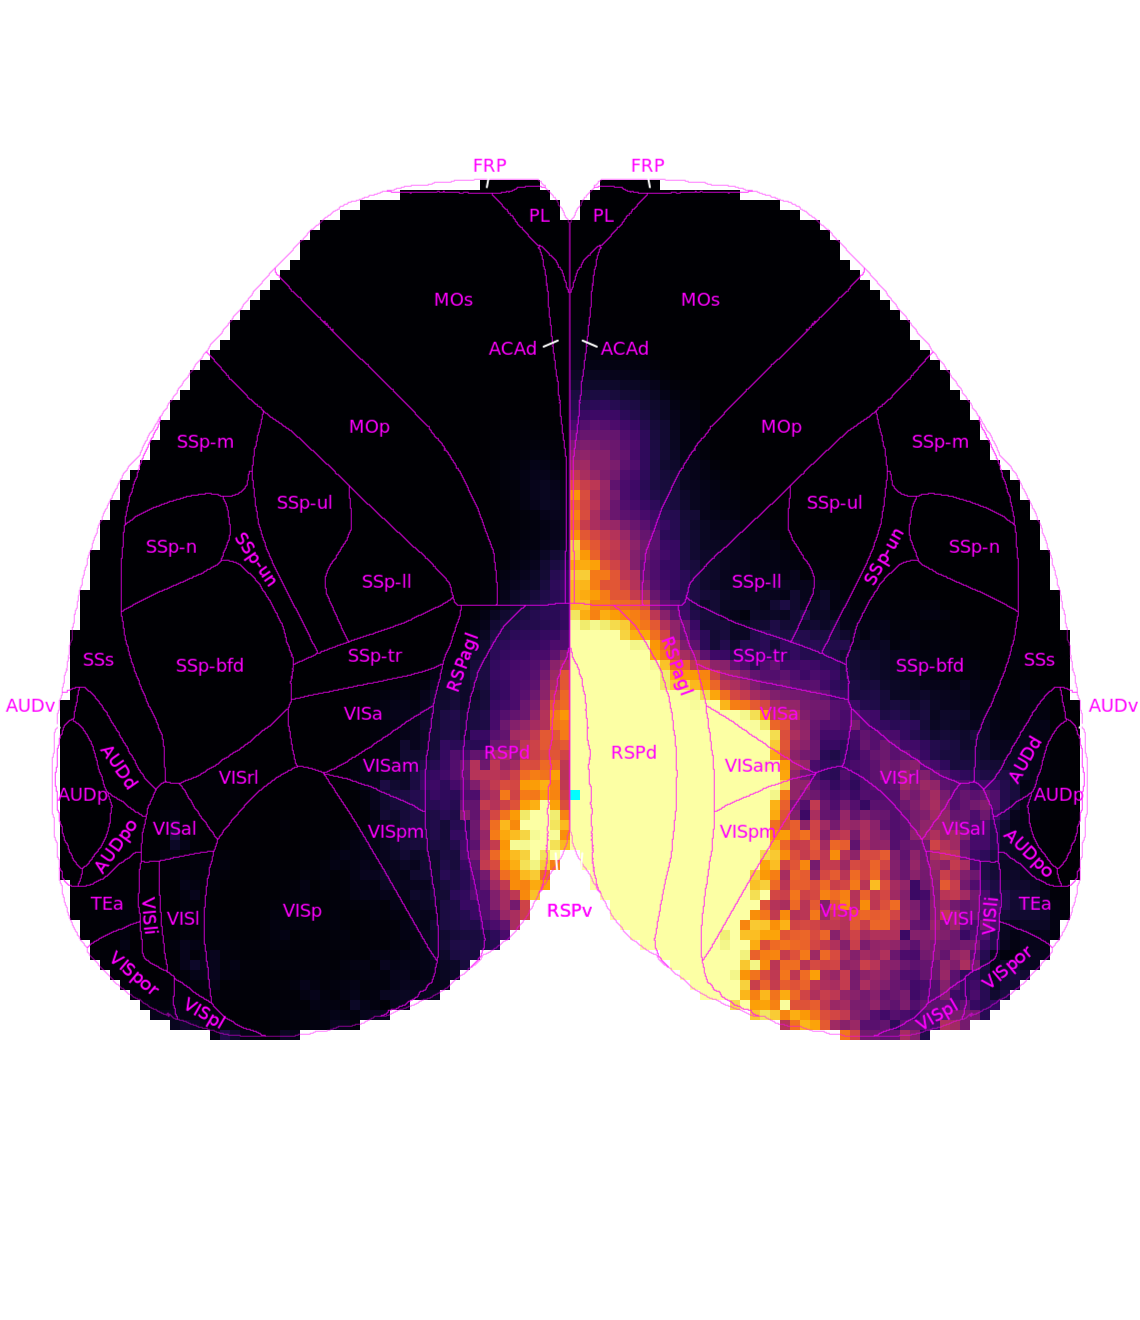 FRP FRP
PL PL
MOs MOs
ACAd ACAd
MOp MOp
SSp-m SSp-m
SSp-ul SSp-ul
SSp-n SSp-un SSp-un SSp-n
SSp-ll SSp-ll
SSs SSp-bfd SSp-tr RSPagl RSPagl SSp-tr SSp-bfd SSs
AUDv VISa VISa AUDv
AUDd VISrl VISam RSPd RSPd VISam VISrl AUDd
AUDp VISal VISpm VISpm VISal AUDp
AUDpo AUDpo
TEa VISli VISl VISp RSPv VISp VISl VISli TEa
VISpor VISpor
VISpl VISpl